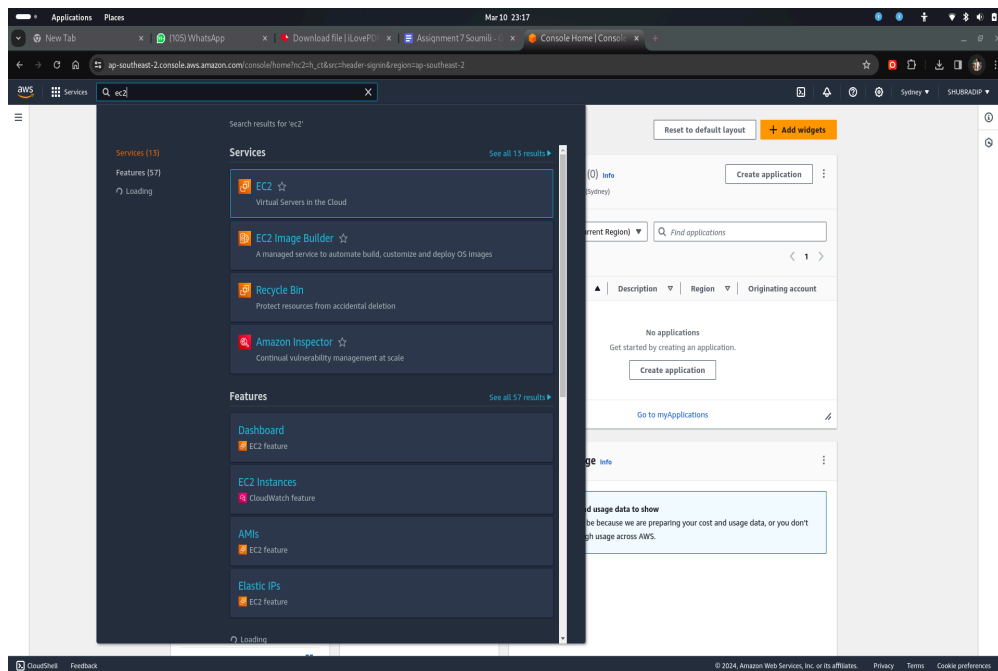 Applications Places Mar 10 23:17
New Tab × (105) WhatsApp × Download file | iLovePD × Assignment 7 Soumili - × Console Home | Console × +
ap-southeast-2.console.aws.amazon.com/console/home?nc2=h_ct&src=header-signin&region=ap-southeast-2
aws Services ec2 Sydney ▼ SHUBRADIP ▼
Search results for 'ec2'
Services (13)
Features (57)
Loading
Services See all 13 results
EC2
Virtual Servers in the Cloud
EC2 Image Builder
A managed service to automate build, customize and deploy OS images
Recycle Bin
Protect resources from accidental deletion
Amazon Inspector
Continual vulnerability management at scale
Features See all 57 results
Dashboard
EC2 feature
EC2 Instances
CloudWatch feature
AMIs
EC2 feature
Elastic IPs
EC2 feature
Loading
Reset to default layout + Add widgets
(0) Info Create application
(Sydney)
rrent Region) ▼ Find applications
1
Description Region Originating account
No applications
Get started by creating an application.
Create application
Go to myApplications
ge Info
d usage data to show
be because we are preparing your cost and usage data, or you don't
gh usage across AWS.
CloudShell Feedback © 2024, Amazon Web Services, Inc. or its affiliates. Privacy Terms Cookie preferences